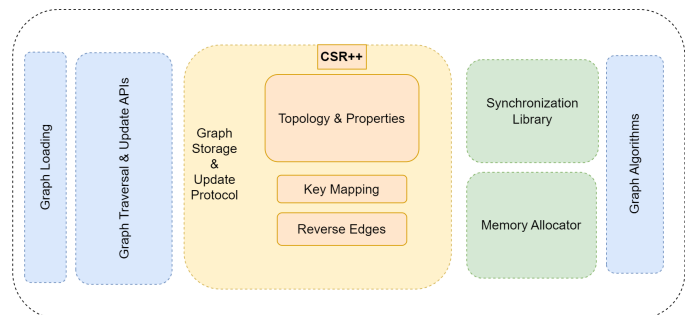 Graph Loading
Graph Traversal & Update APIs
CSR++
Graph
Storage
&
Update
Protocol
Topology & Properties
Key Mapping
Reverse Edges
Synchronization
Library
Memory Allocator
Graph Algorithms